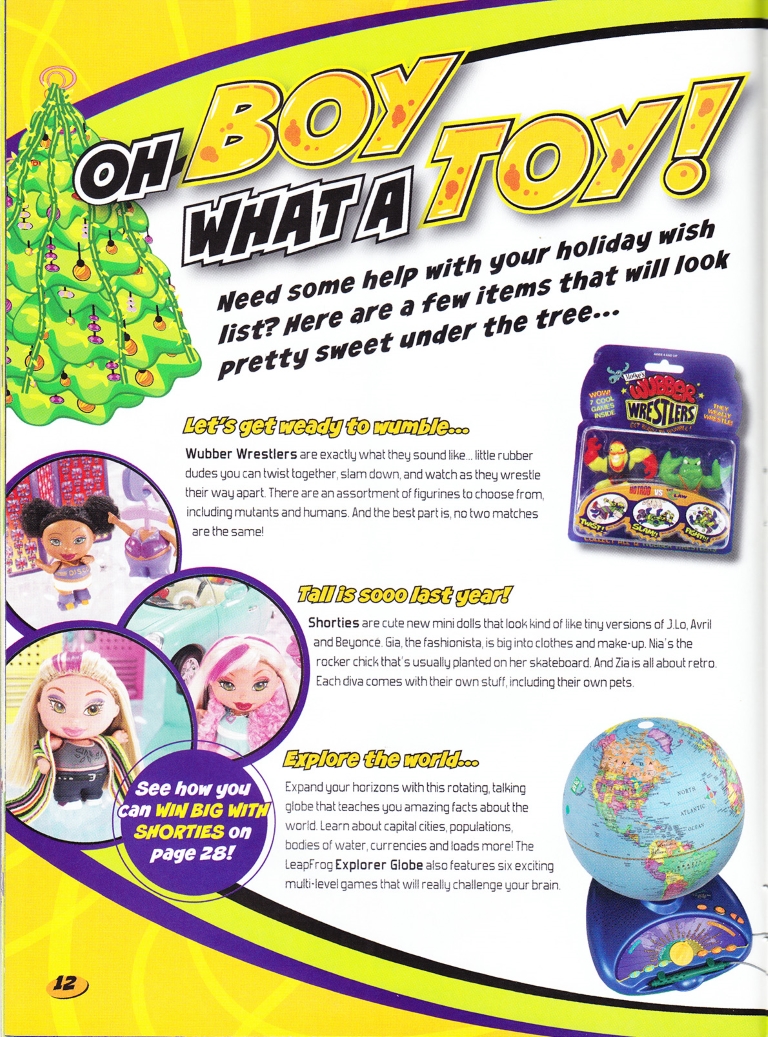 OH BOY
WHAT A TOY!
Need some help with your holiday wish
list? Here are a few items that will look
pretty sweet under the tree...
Let's get weady to wumble...
Wubber Wrestlers are exactly what they sound like... little rubber
dudes you can twist together, slam down, and watch as they wrestle
their way apart. There are an assortment of figurines to choose from,
including mutants and humans. And the best part is, no two matches
are the same!
WOW!
7 COOL
GAMES
INSIDE
WUBBER
WRESTLERS
THEY
WEALLY
WRESTLE!
HOTROD VS LAW
TWIST!
SLAM!
FIGHT!
Tall is sooo last year!
Shorties are cute new mini dolls that look kind of like tiny versions of J.Lo, Avril
and Beyoncé. Gia, the fashionista, is big into clothes and make-up. Nia's the
rocker chick that's usually planted on her skateboard. And Zia is all about retro.
Each diva comes with their own stuff, including their own pets.
Explore the world...
Expand your horizons with this rotating, talking
globe that teaches you amazing facts about the
world. Learn about capital cities, populations,
bodies of water, currencies and loads more! The
LeapFrog Explorer Globe also features six exciting
multi-level games that will really challenge your brain.
NORTH
ATLANTIC
OCEAN
See how you
can WIN BIG WITH
SHORTIES on
page 28!
12